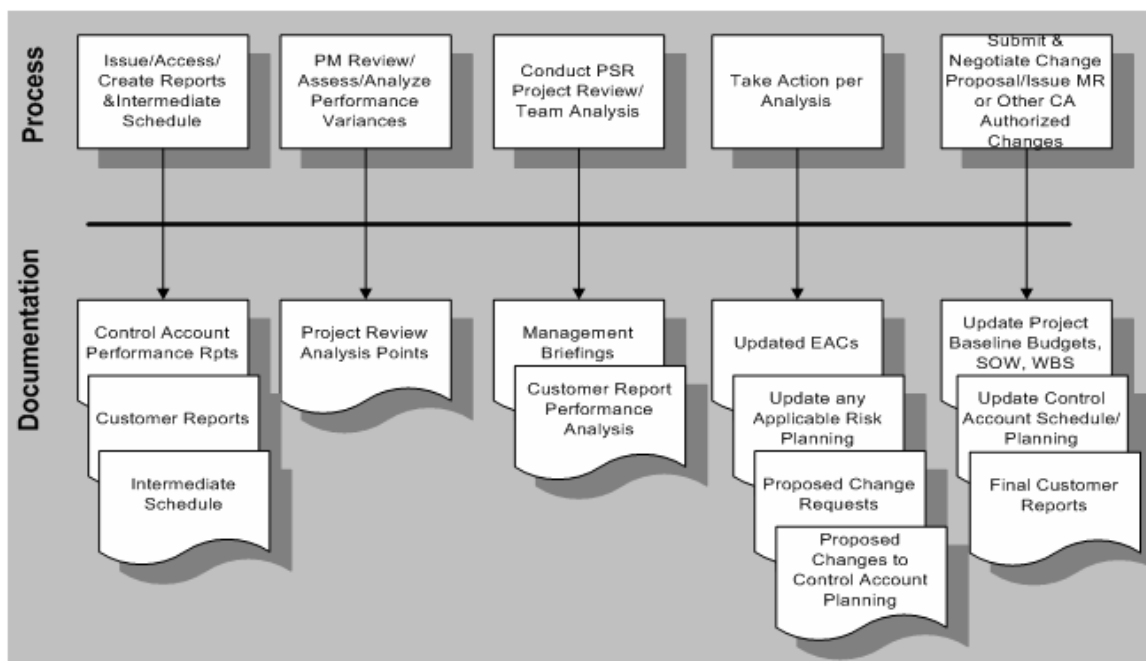 Process
Issue/Access/
Create Reports
&Intermediate
Schedule
PM Review/
Assess/Analyze
Performance
Variances
Conduct PSR
Project Review/
Team Analysis
Take Action per
Analysis
Submit &
Negotiate Change
Proposal/Issue MR
or Other CA
Authorized
Changes
Documentation
Control Account
Performance Rpts
Customer Reports
Intermediate
Schedule
Project Review
Analysis Points
Management
Briefings
Customer Report
Performance
Analysis
Updated EACs
Update any
Applicable Risk
Planning
Proposed Change
Requests
Proposed
Changes to
Control Account
Planning
Update Project
Baseline Budgets,
SOW, WBS
Update Control
Account Schedule/
Planning
Final Customer
Reports